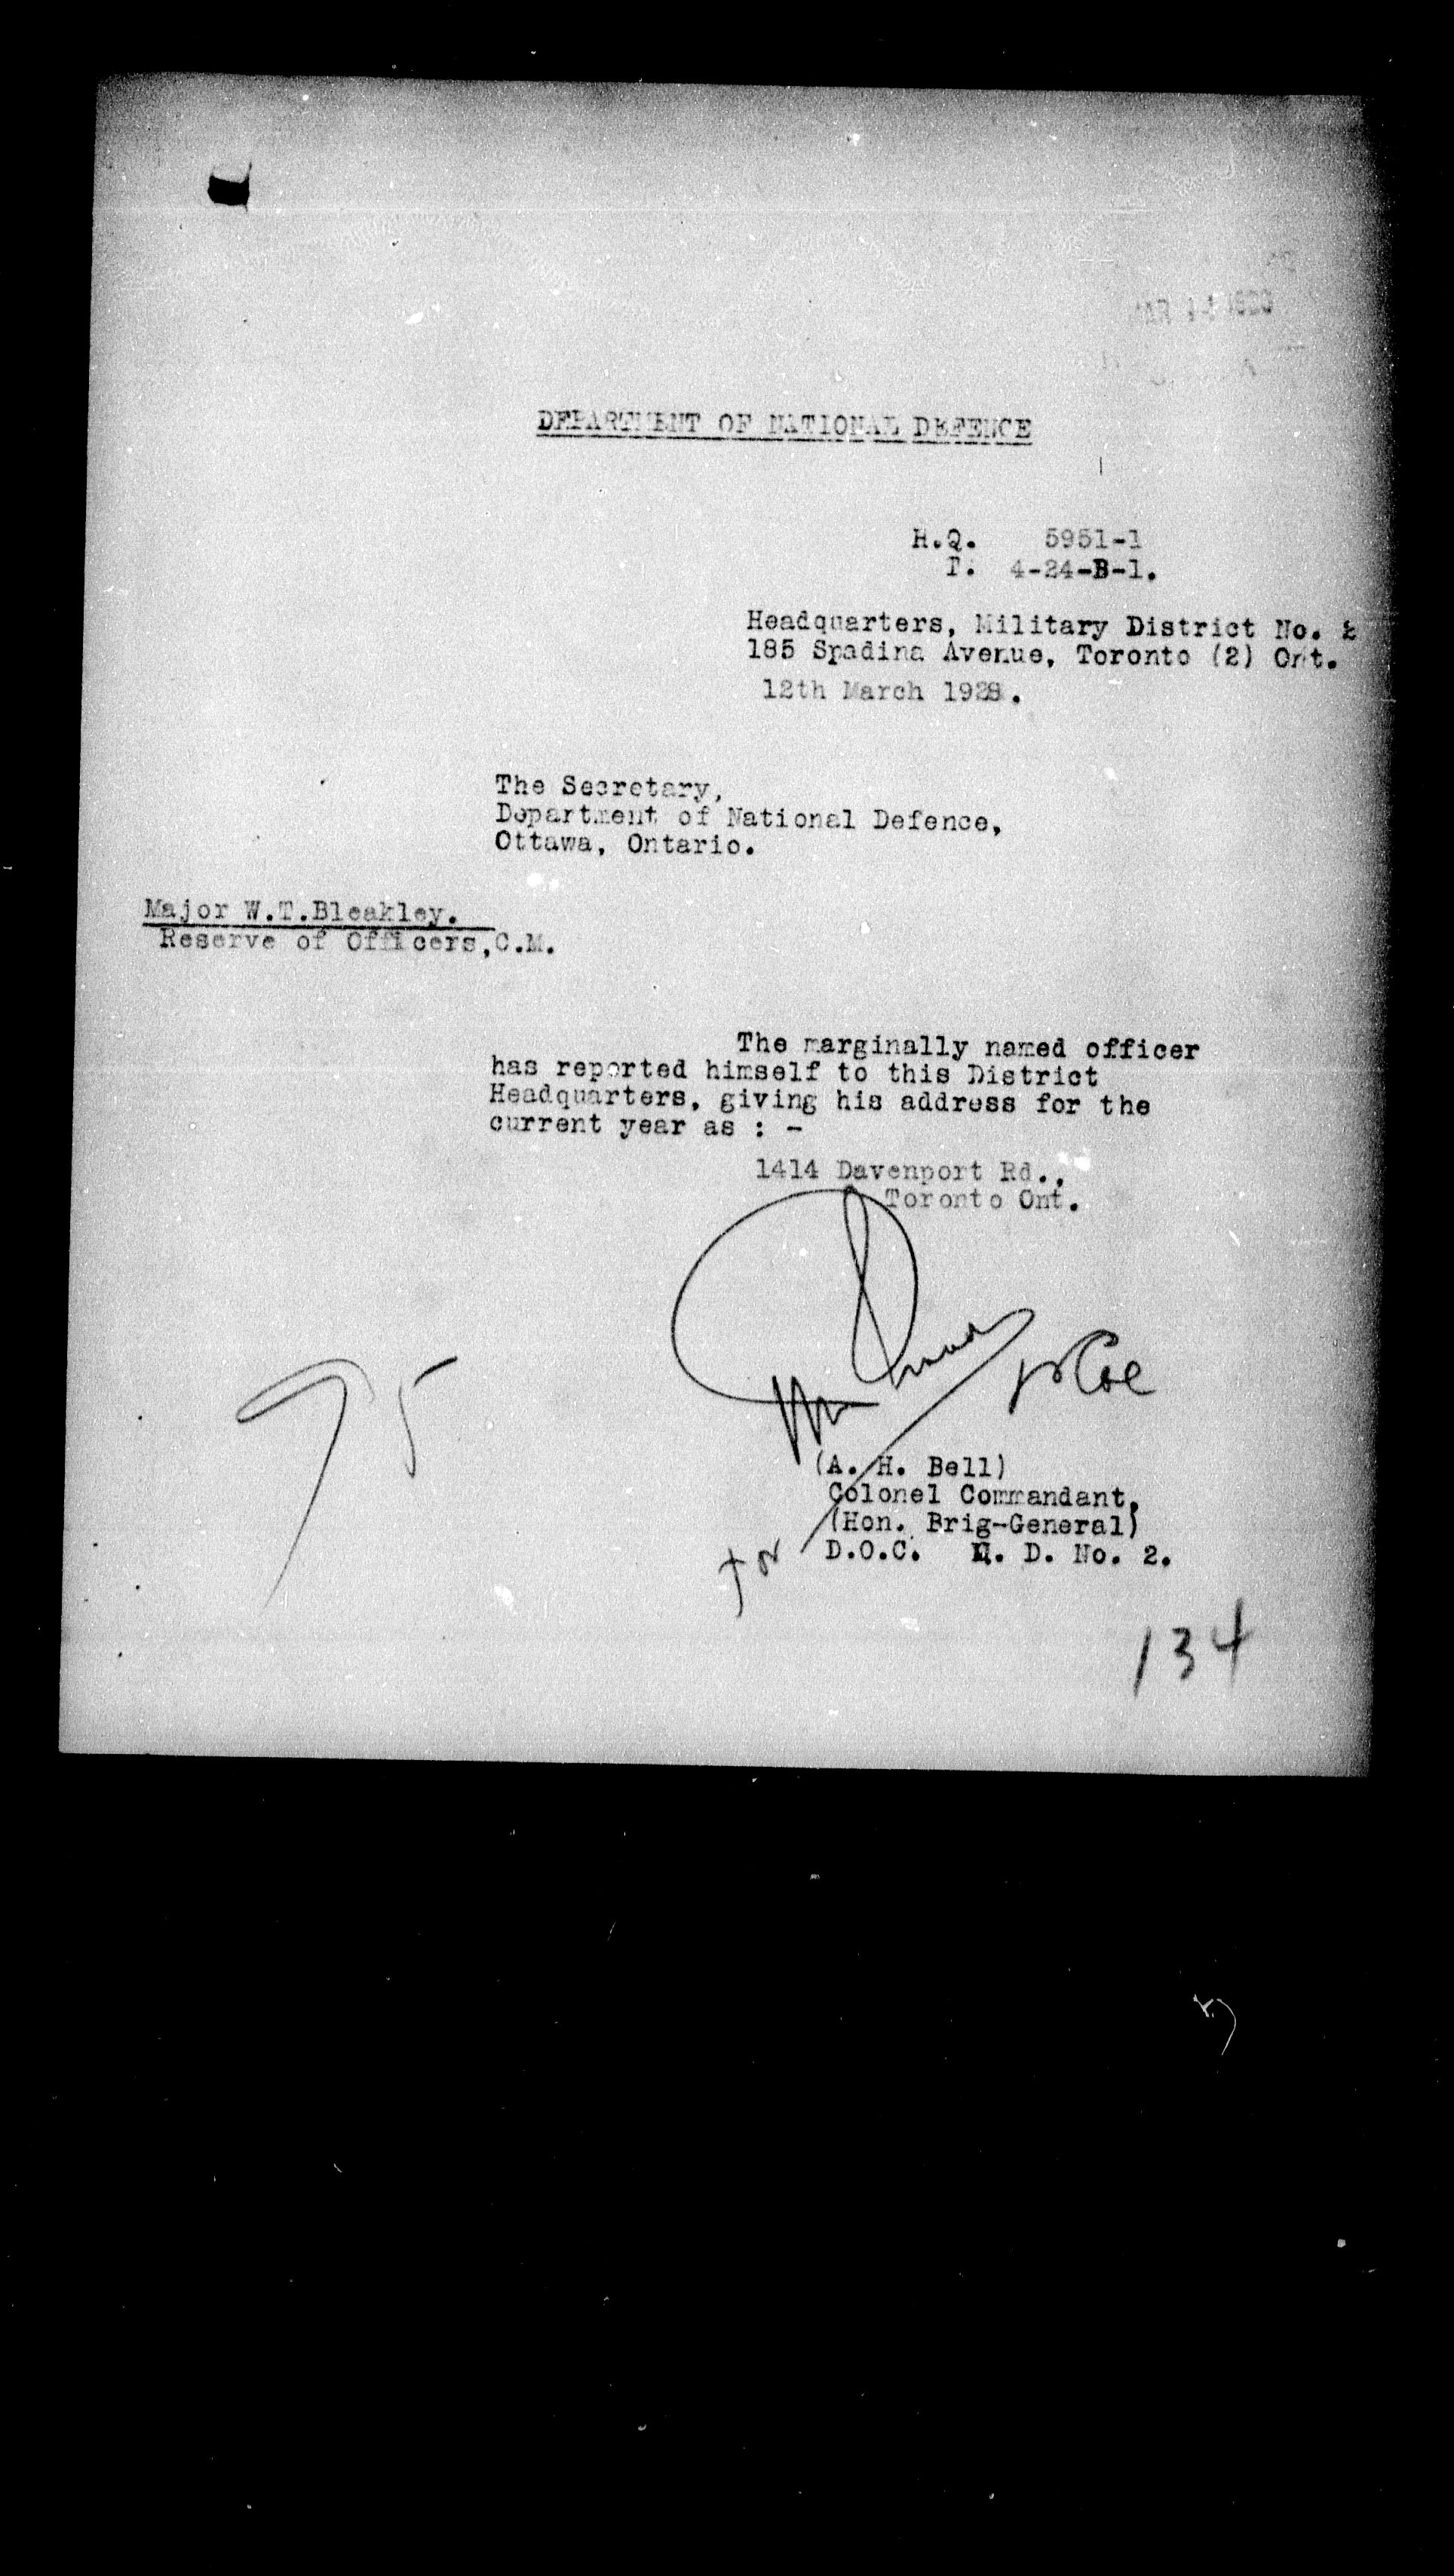 DEPARTMENT OF NATIONAL DEFENCE
H.Q. 5951-1
T. 4-24-B-1.
Headquarters, Military District No. 2
185 Spadina Avenue, Toronto (2) Ont.
12th March 1928.
The Secretary,
Department of National Defence,
Ottawa, Ontario.
Major W.T.Bleakley.
Reserve of Officers,C.M.
The marginally named officer
has reported himself to this District
Headquarters, giving his address for the
current year as : -
1414 Davenport Rd.,
Toronto Ont.
(A. H. Bell)
Colonel Commandant,
(Hon. Brig-General)
for D.O.C. M. D. No. 2.
134